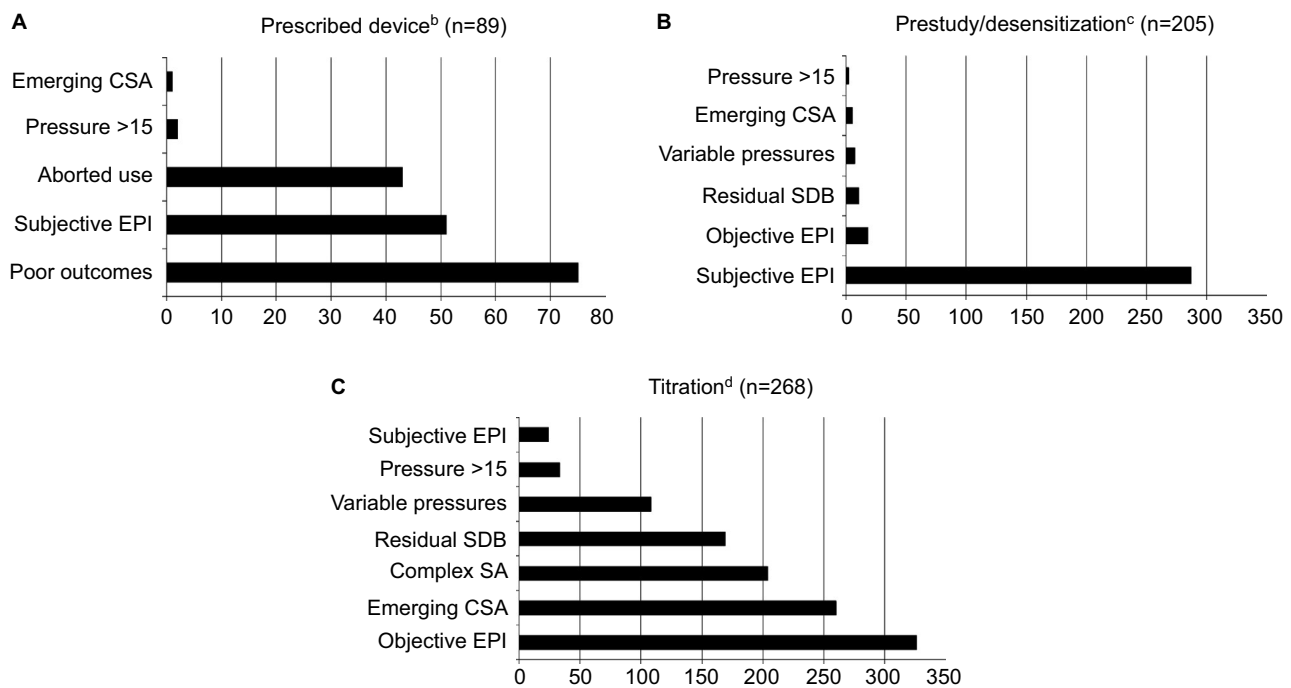 A
Prescribed deviceᵇ (n=89)
Emerging CSA
Pressure >15
Aborted use
Subjective EPI
Poor outcomes
0 10 20 30 40 50 60 70 80
B
Prestudy/desensitizationᶜ (n=205)
Pressure >15
Emerging CSA
Variable pressures
Residual SDB
Objective EPI
Subjective EPI
0 50 100 150 200 250 300 350
C
Titrationᵈ (n=268)
Subjective EPI
Pressure >15
Variable pressures
Residual SDB
Complex SA
Emerging CSA
Objective EPI
0 50 100 150 200 250 300 350